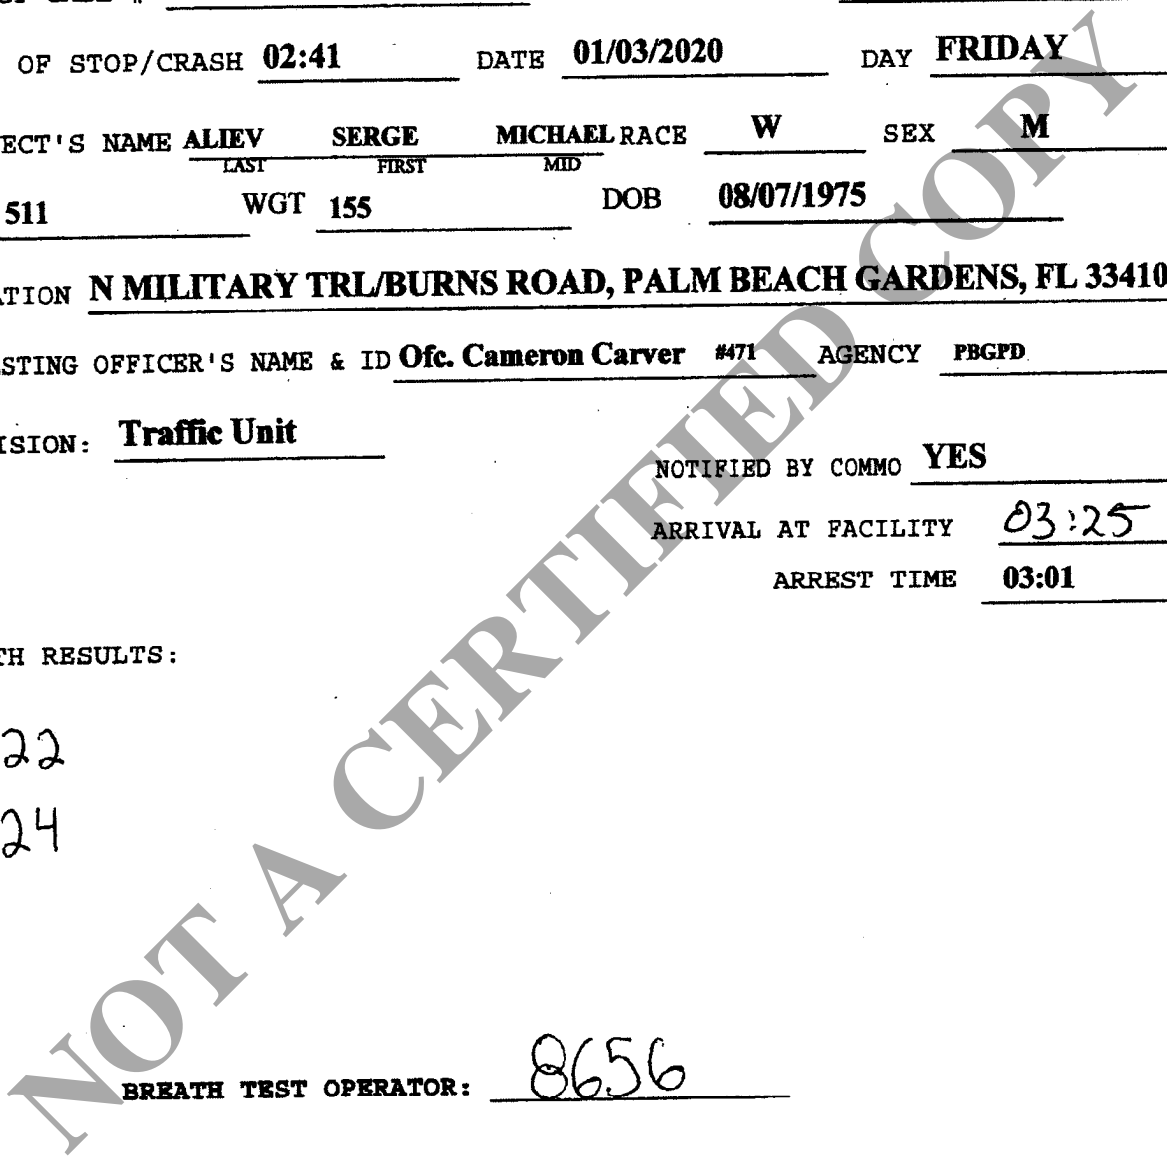 OF STOP/CRASH 02:41 DATE 01/03/2020 DAY FRIDAY
ECT'S NAME ALIEV SERGE MICHAEL RACE W SEX M
LAST FIRST MID
511 WGT 155 DOB 08/07/1975
ATION N MILITARY TRL/BURNS ROAD, PALM BEACH GARDENS, FL 33410
STING OFFICER'S NAME & ID Ofc. Cameron Carver #471 AGENCY PBGPD
ISION: Traffic Unit
NOTIFIED BY COMMO YES
ARRIVAL AT FACILITY 03:25
ARREST TIME 03:01
TH RESULTS:
22
24
BREATH TEST OPERATOR: 8656
NOT A CERTIFIED COPY